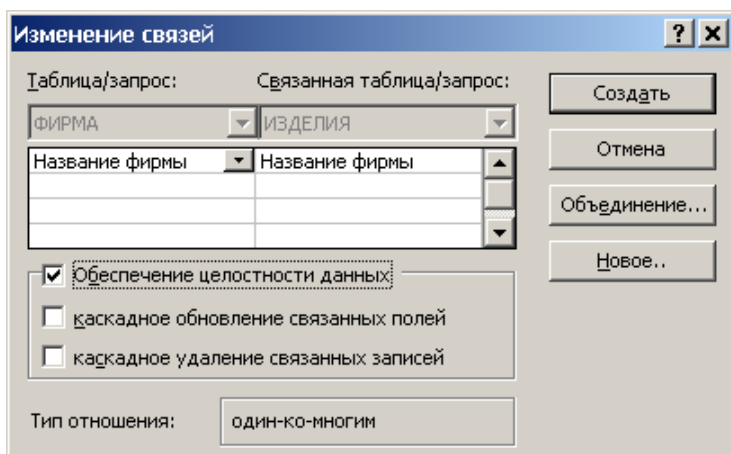 Изменение связей
Таблица/запрос: Связанная таблица/запрос:
ФИРМА ИЗДЕЛИЯ
Название фирмы Название фирмы
Обеспечение целостности данных
каскадное обновление связанных полей
каскадное удаление связанных записей
Тип отношения: один-ко-многим
Создать
Отмена
Объединение...
Новое..